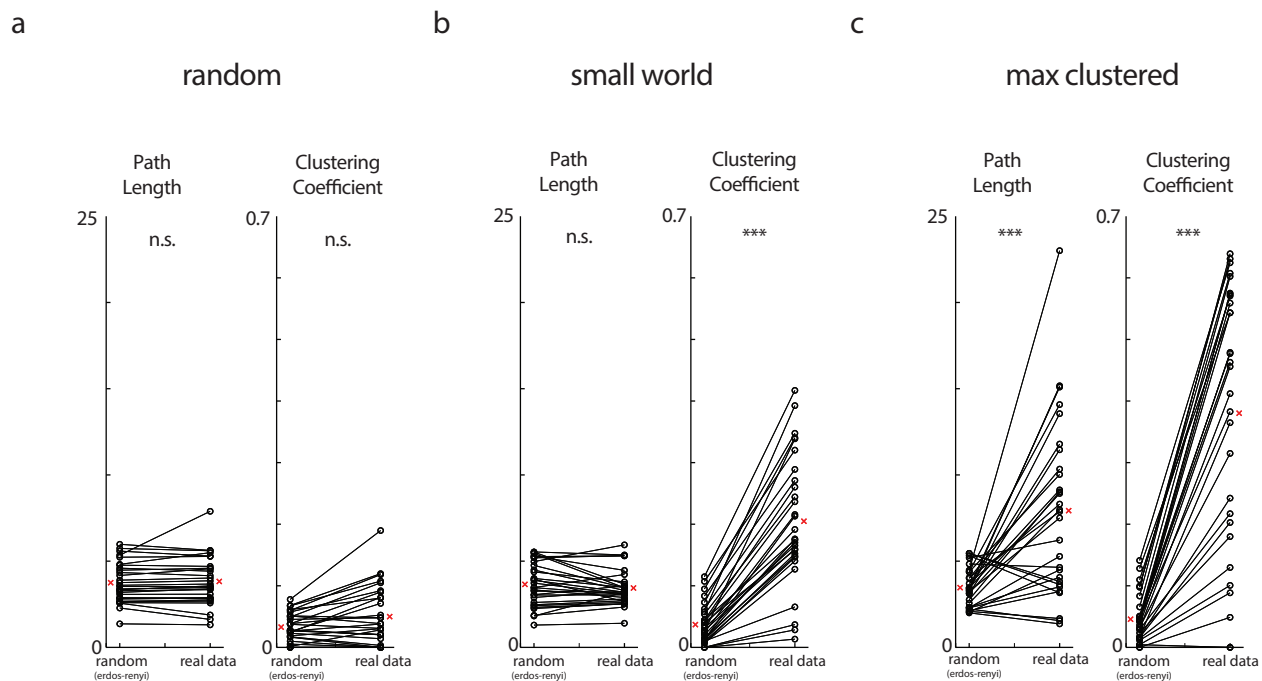 a
random
Path
Length
Clustering
Coefficient
25
n.s.
0
random
(erdos-renyi)
real data
0.7
n.s.
0
random
(erdos-renyi)
real data
b
small world
Path
Length
Clustering
Coefficient
25
n.s.
0
random
(erdos-renyi)
real data
0.7
***
0
random
(erdos-renyi)
real data
c
max clustered
Path
Length
Clustering
Coefficient
25
***
0
random
(erdos-renyi)
real data
0.7
***
0
random
(erdos-renyi)
real data